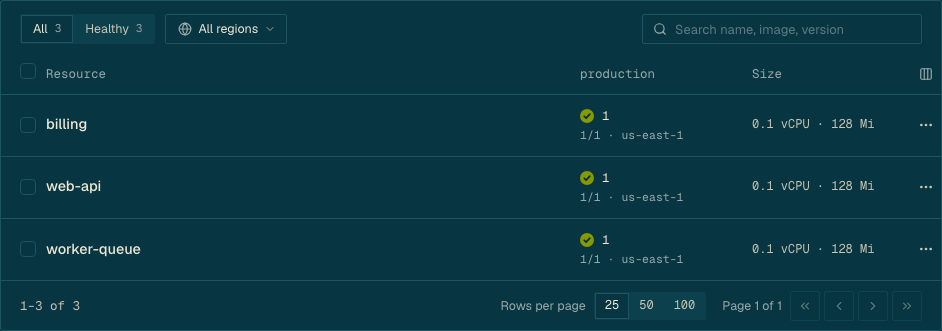 All 3 Healthy 3 All regions Search name, image, version
Resource production Size
billing 1 0.1 vCPU · 128 Mi
1/1 · us-east-1
web-api 1 0.1 vCPU · 128 Mi
1/1 · us-east-1
worker-queue 1 0.1 vCPU · 128 Mi
1/1 · us-east-1
1–3 of 3 Rows per page 25 50 100 Page 1 of 1